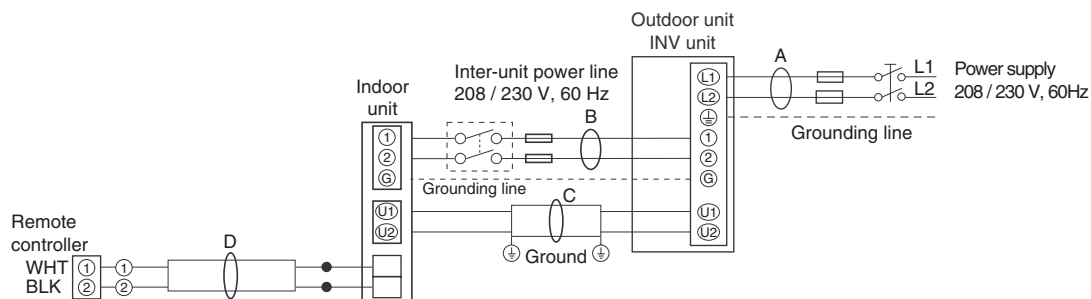 Outdoor unit
INV unit
A
L1
L1
L2
L2
Power supply
208 / 230 V, 60Hz
Grounding line
Inter-unit power line
208 / 230 V, 60 Hz
B
Indoor
unit
1
2
G
1
2
G
Grounding line
C
U1
U2
U1
U2
Ground
Remote
controller
D
WHT
1
1
BLK
2
2